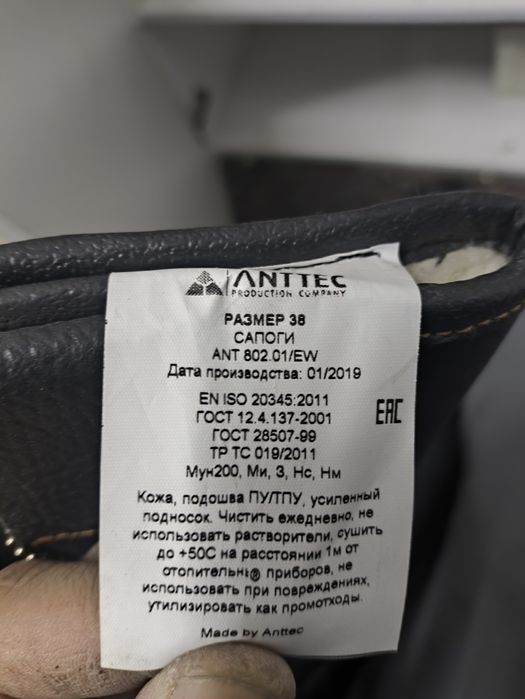 ANTTEC
PRODUCTION COMPANY
РАЗМЕР 38
САПОГИ
ANT 802.01/EW
Дата производства: 01/2019
EN ISO 20345:2011
ГОСТ 12.4.137-2001
ГОСТ 28507-99
ТР ТС 019/2011
Мун200, Ми, З, Нс, Нм
EAC
Кожа, подошва ПУ/ТПУ, усиленный
подносок. Чистить ежедневно, не
использовать растворители, сушить
до +50С на расстоянии 1м от
отопительны® приборов, не
использовать при повреждениях,
утилизировать как промотходы.
Made by Anttec